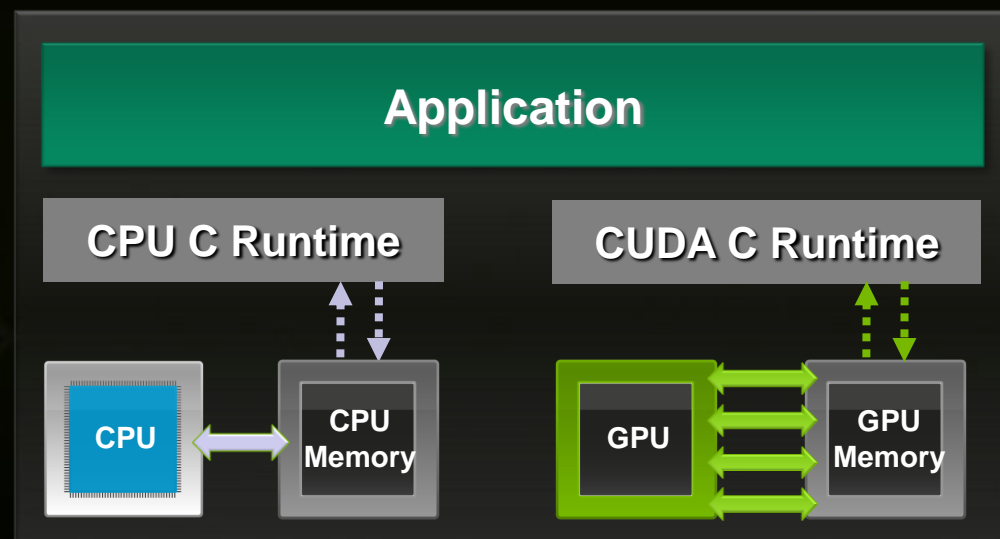 Application
CPU C Runtime
CUDA C Runtime
CPU
CPU
Memory
GPU
GPU
Memory